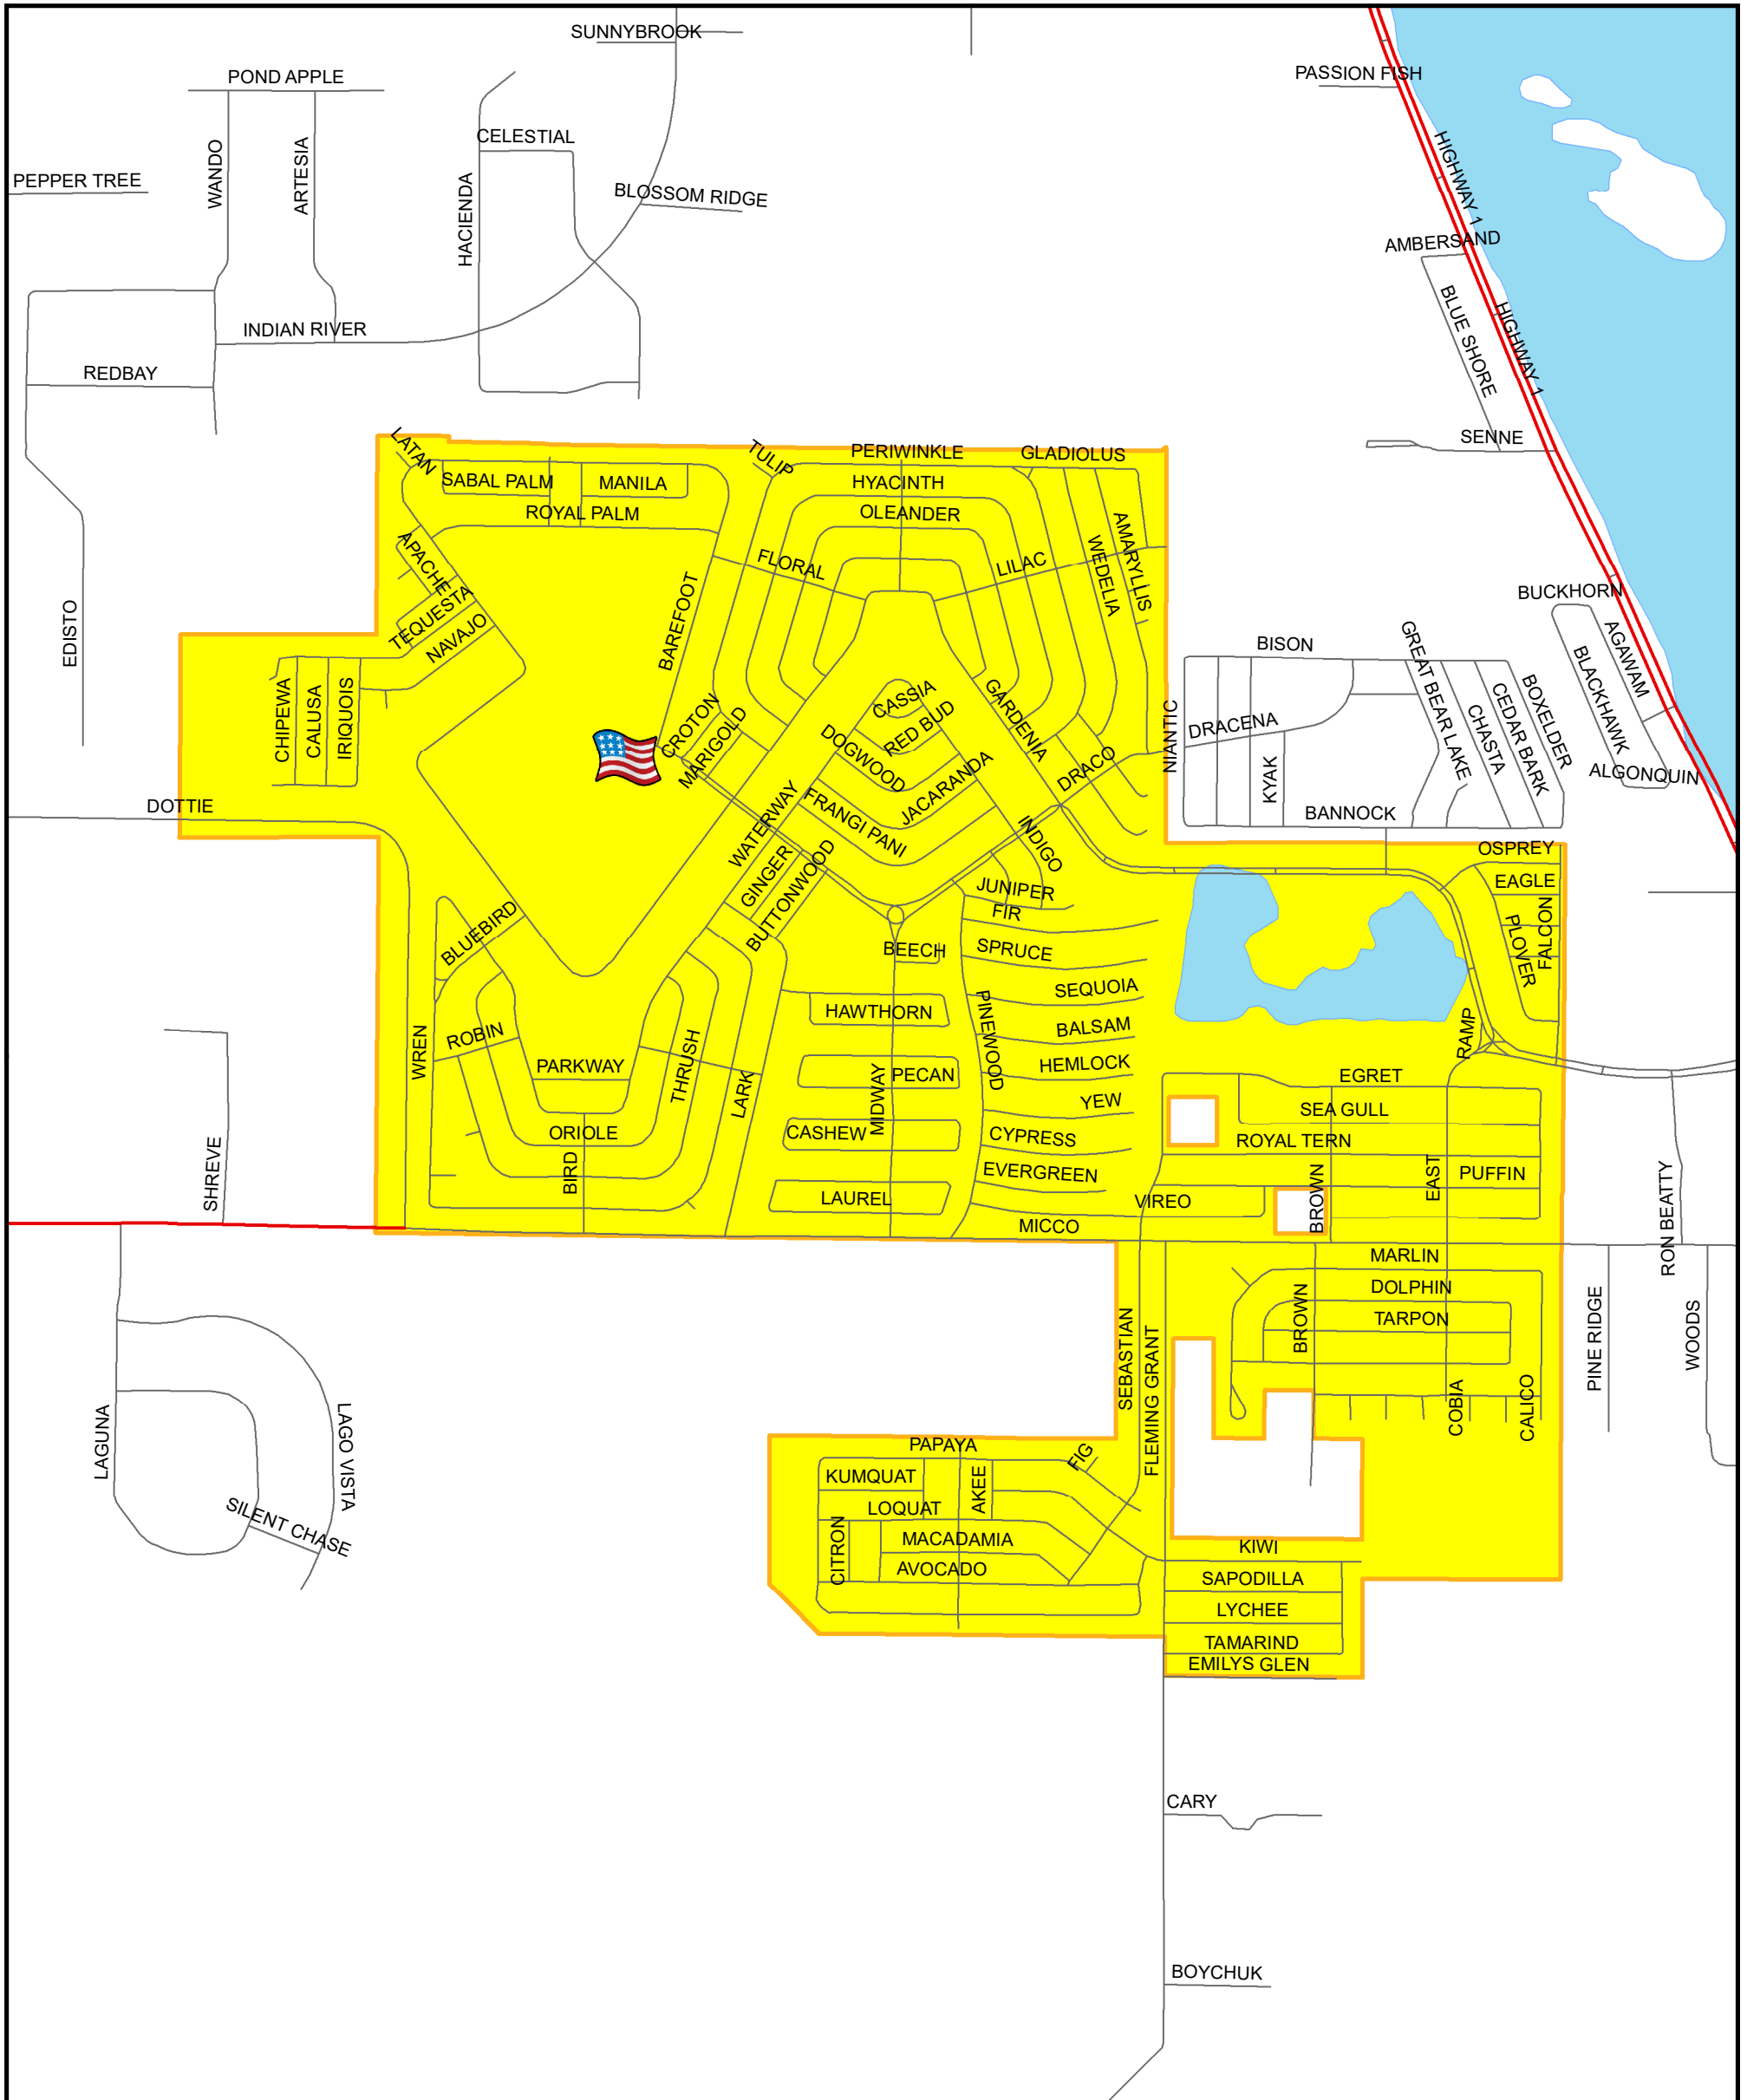 SUNNYBROOK
POND APPLE
PASSION FISH
CELESTIAL
WANDO
ARTESIA
PEPPER TREE
HACIENDA
BLOSSOM RIDGE
HIGHWAY 1
AMBERSAND
INDIAN RIVER
BLUE SHORE
HIGHWAY 1
REDBAY
SENNE
LATAN
TULIP
PERIWINKLE
GLADIOLUS
SABAL PALM
MANILA
HYACINTH
ROYAL PALM
OLEANDER
APACHE
FLORAL
LILAC
WEDELIA
AMARYLLIS
BUCKHORN
TEQUESTA
NAVAJO
BAREFOOT
EDISTO
BISON
GREAT BEAR LAKE
AGAWAM
BLACKHAWK
CHIPEWA
CALUSA
IRIQUOIS
CASSIA
RED BUD
GARDENIA
CROTON
MARIGOLD
DOGWOOD
JACARANDA
DRACO
NIANTIC
DRACENA
KYAK
CHASTA
CEDAR BARK
BOXELDER
ALGONQUIN
DOTTIE
WATERWAY
FRANGI PANI
INDIGO
BANNOCK
GINGER
BUTTONWOOD
OSPREY
JUNIPER
EAGLE
FIR
FALCON
PLOVER
BLUEBIRD
BEECH
SPRUCE
SEQUOIA
HAWTHORN
PINEWOOD
BALSAM
RAMP
WREN
ROBIN
PARKWAY
THRUSH
LARK
MIDWAY
PECAN
HEMLOCK
EGRET
YEW
SEA GULL
ORIOLE
CASHEW
CYPRESS
ROYAL TERN
SHREVE
BIRD
EVERGREEN
BROWN
EAST
PUFFIN
LAUREL
VIREO
RON BEATTY
MICCO
MARLIN
DOLPHIN
TARPON
SEBASTIAN
FLEMING GRANT
BROWN
PINE RIDGE
WOODS
LAGUNA
LAGO VISTA
COBIA
CALICO
PAPAYA
FIG
KUMQUAT
AKEE
LOQUAT
SILENT CHASE
CITRON
MACADAMIA
KIWI
AVOCADO
SAPODILLA
LYCHEE
TAMARIND
EMILYS GLEN
CARY
BOYCHUK